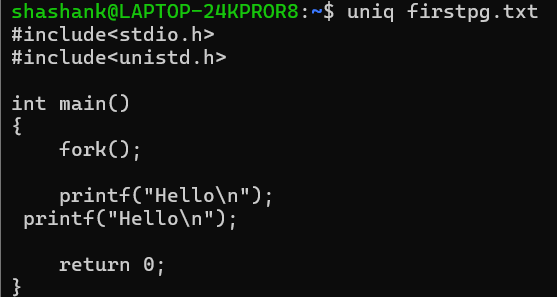 shashank@LAPTOP-24KPROR8:~$ uniq firstpg.txt
#include<stdio.h>
#include<unistd.h>

int main()
{
    fork();

    printf("Hello\n");
 printf("Hello\n");

    return 0;
}